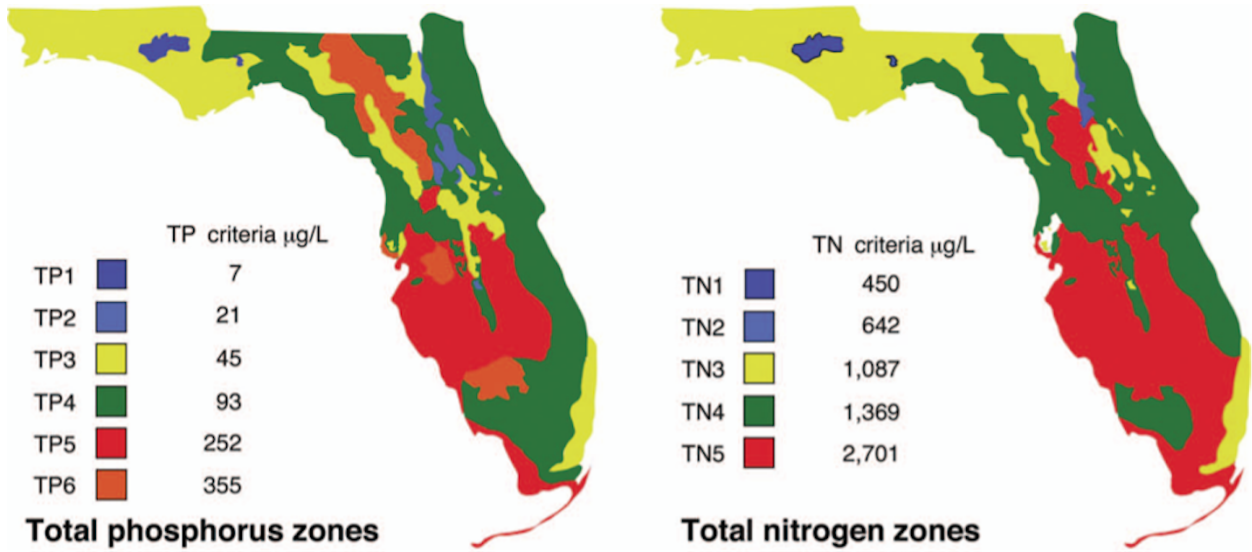 TP criteria μg/L
TP1 7
TP2 21
TP3 45
TP4 93
TP5 252
TP6 355
Total phosphorus zones
TN criteria μg/L
TN1 450
TN2 642
TN3 1,087
TN4 1,369
TN5 2,701
Total nitrogen zones